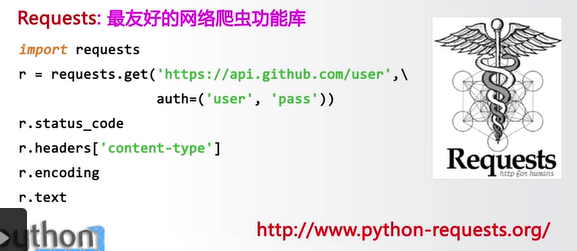 Requests: 最友好的网络爬虫功能库
import requests
r = requests.get('https://api.github.com/user',\
auth=('user', 'pass'))
r.status_code
r.headers['content-type']
r.encoding
r.text
Requests
http for humans
python
http://www.python-requests.org/